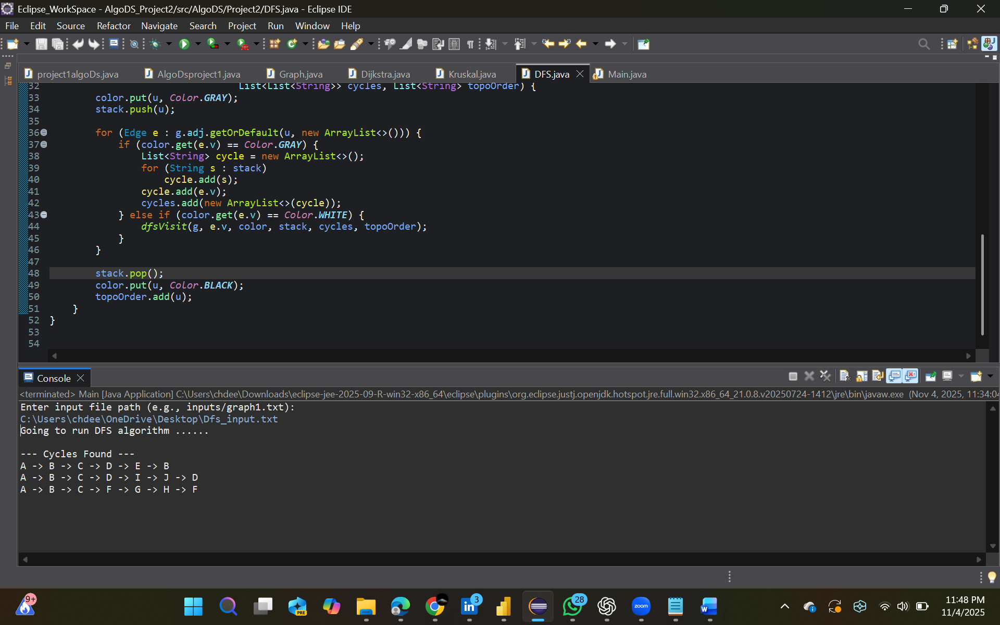 Eclipse_WorkSpace - AlgoDS_Project2/src/AlgoDS/Project2/DFS.java - Eclipse IDE
File Edit Source Refactor Navigate Search Project Run Window Help
project1algoDs.java AlgoDsproject1.java Graph.java Dijkstra.java Kruskal.java DFS.java Main.java
32 List<List<String>> cycles, List<String> topoOrder) {
33 color.put(u, Color.GRAY);
34 stack.push(u);
35
36 for (Edge e : g.adj.getOrDefault(u, new ArrayList<>())) {
37 if (color.get(e.v) == Color.GRAY) {
38 List<String> cycle = new ArrayList<>();
39 for (String s : stack)
40 cycle.add(s);
41 cycle.add(e.v);
42 cycles.add(new ArrayList<>(cycle));
43 } else if (color.get(e.v) == Color.WHITE) {
44 dfsVisit(g, e.v, color, stack, cycles, topoOrder);
45 }
46 }
47
48 stack.pop();
49 color.put(u, Color.BLACK);
50 topoOrder.add(u);
51 }
52 }
53
54
Console
<terminated> Main [Java Application] C:\Users\chdee\Downloads\eclipse-jee-2025-09-R-win32-x86_64\eclipse\plugins\org.eclipse.justj.openjdk.hotspot.jre.full.win32.x86_64_21.0.8.v20250724-1412\jre\bin\javaw.exe (Nov 4, 2025, 11:34:04
Enter input file path (e.g., inputs/graph1.txt):
C:\Users\chdee\OneDrive\Desktop\Dfs_input.txt
Going to run DFS algorithm ......
--- Cycles Found ---
A -> B -> C -> D -> E -> B
A -> B -> C -> D -> I -> J -> D
A -> B -> C -> F -> G -> H -> F
9+
PRE
3
28
zoom
11:48 PM
11/4/2025